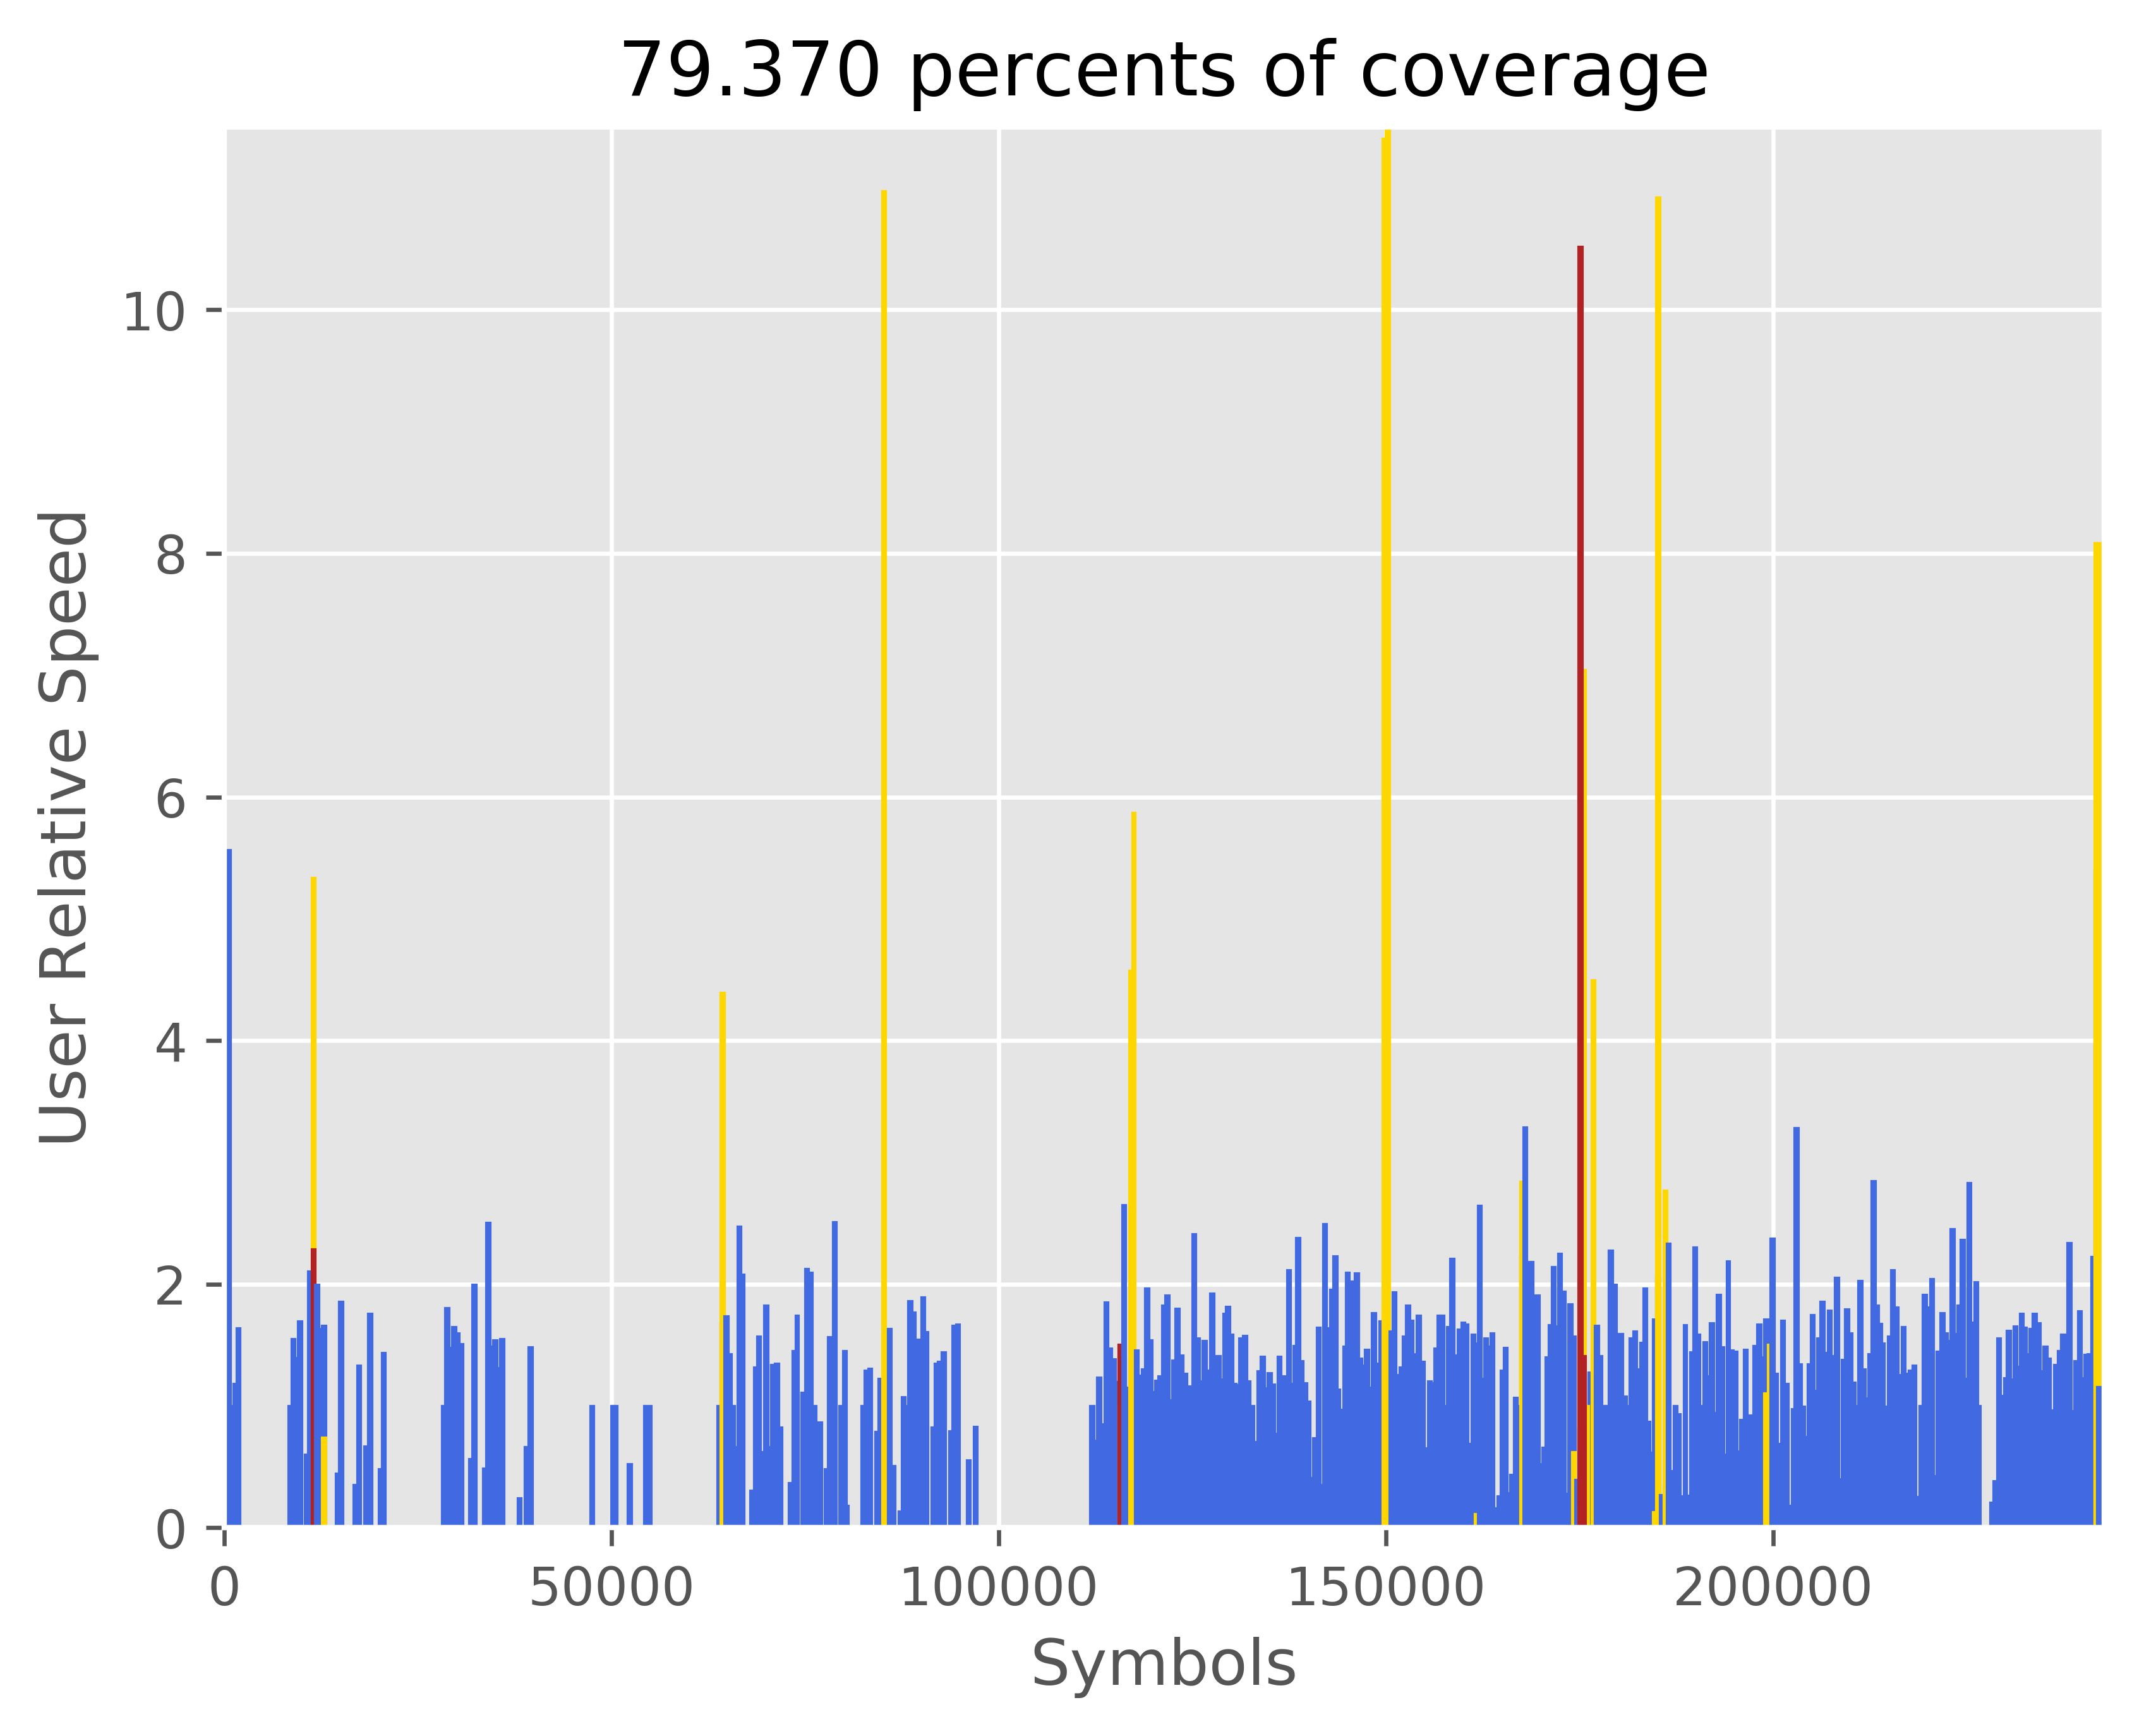 79.370 percents of coverage
User Relative Speed
10
8
6
4
2
0
0 50000 100000 150000 200000
Symbols